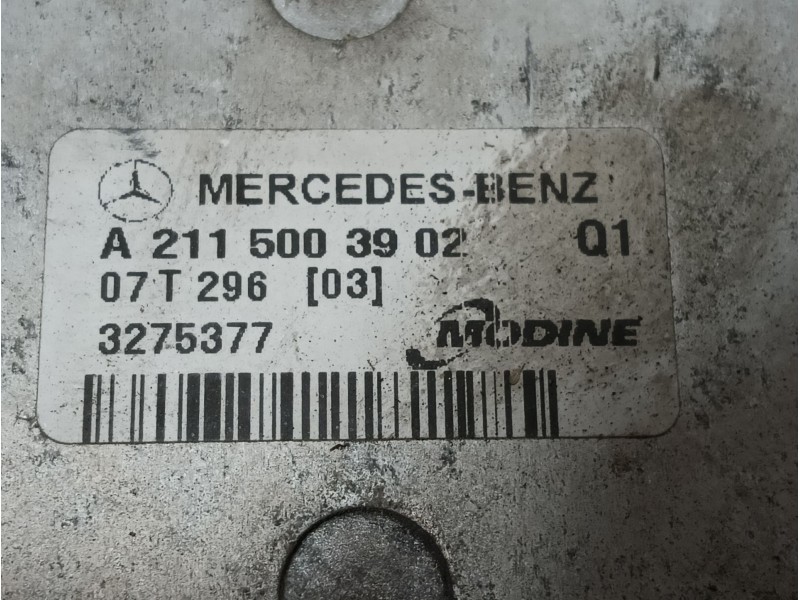 MERCEDES-BENZ
A 211 500 39 02 Q1
07 T 296 [03]
3275377 MODINE